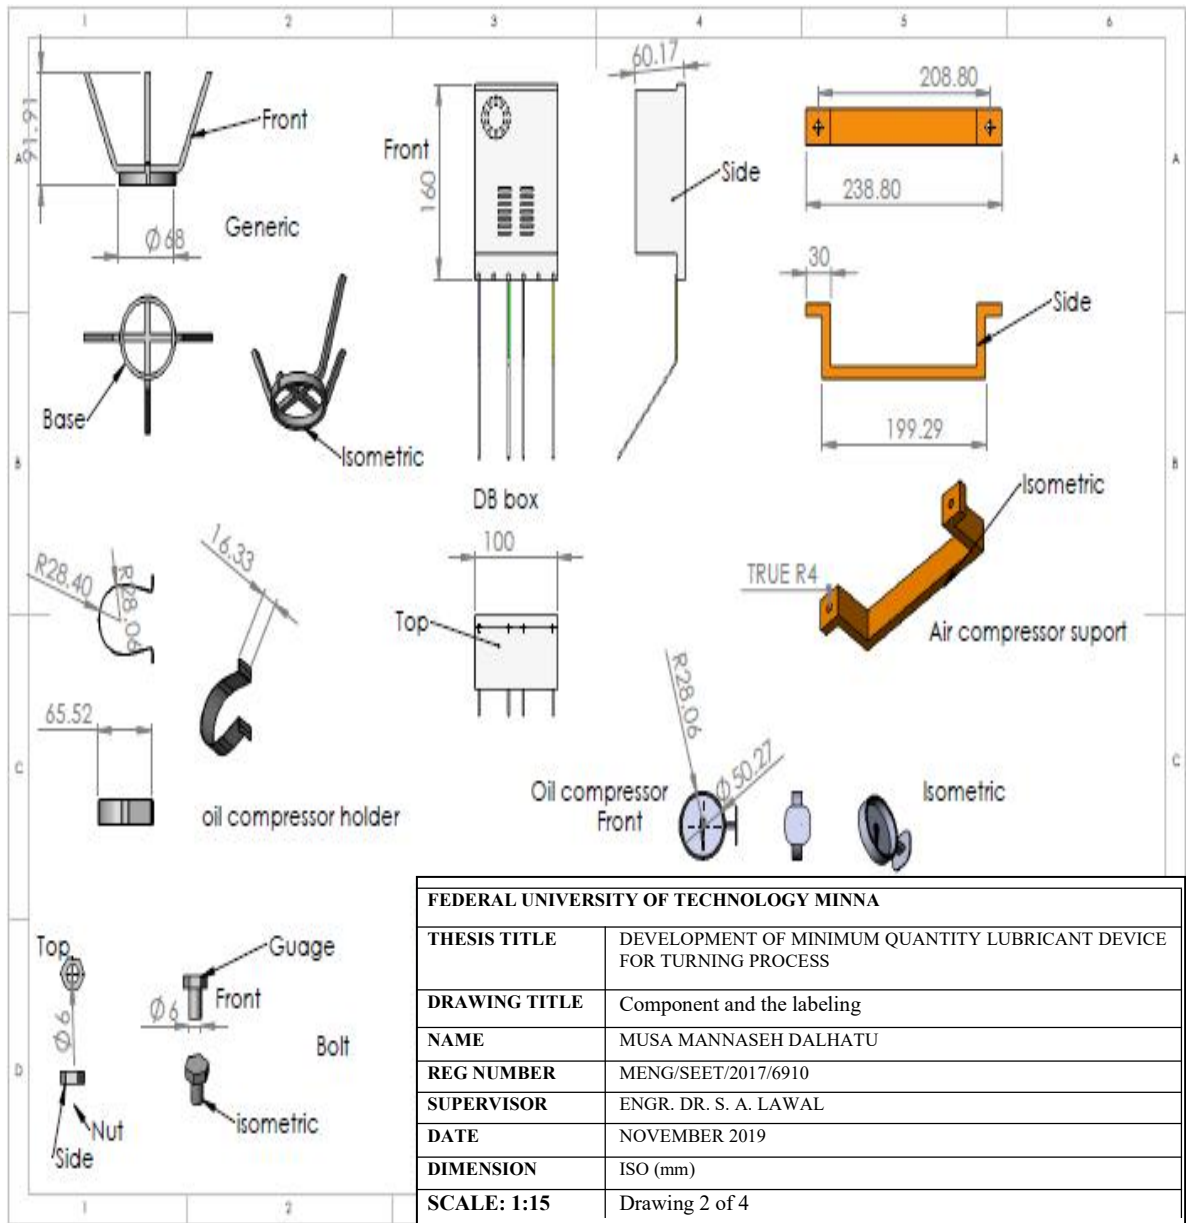 1 2 3 4 5 6
A
91.91
Front
Generic
Ø 68
Base
Isometric
Front
160
60.17
Side
DB box
100
Top
208.80
A
238.80
30
Side
199.29
Isometric
TRUE R4
Air compressor suport
B
B
R28.40
R28.06
16.33
65.52
oil compressor holder
C
C
R28.06
Ø 50.27
Oil compressor
Front
Isometric
Top
Ø 6
Nut
Side
Guage
Front
Ø 6
Bolt
isometric
D
1 2
FEDERAL UNIVERSITY OF TECHNOLOGY MINNA
THESIS TITLE DEVELOPMENT OF MINIMUM QUANTITY LUBRICANT DEVICE
FOR TURNING PROCESS
DRAWING TITLE Component and the labeling
NAME MUSA MANNASEH DALHATU
REG NUMBER MENG/SEET/2017/6910
SUPERVISOR ENGR. DR. S. A. LAWAL
DATE NOVEMBER 2019
DIMENSION ISO (mm)
SCALE: 1:15 Drawing 2 of 4